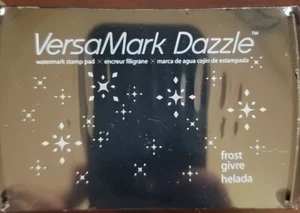 VersaMark Dazzle™
watermark stamp pad × encreur filigrane × marca de agua cojín de estampado
frost
givre
helada